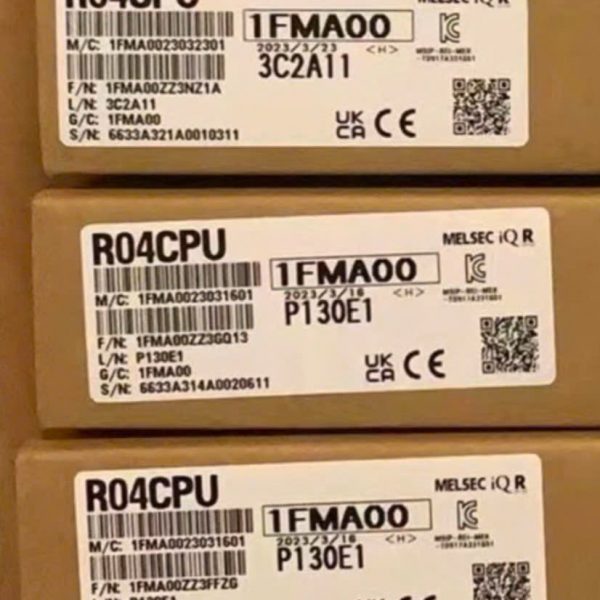 R04CPU
MELSEC iQ R
1FMA00
M/C: 1FMA0023032301
2023/3/23 <H>
3C2A11
F/N: 1FMA00ZZ3NZ1A
L/N: 3C2A11
G/C: 1FMA00
S/N: 6633A321A0010311
UK CA CE
R04CPU
MELSEC iQ R
1FMA00
M/C: 1FMA0023031601
2023/3/16 <H>
P130E1
F/N: 1FMA00ZZ3GQ13
L/N: P130E1
G/C: 1FMA00
S/N: 6633A314A0020611
UK CA CE
R04CPU
MELSEC iQ R
1FMA00
M/C: 1FMA0023031601
2023/3/16 <H>
P130E1
F/N: 1FMA00ZZ3FFZG